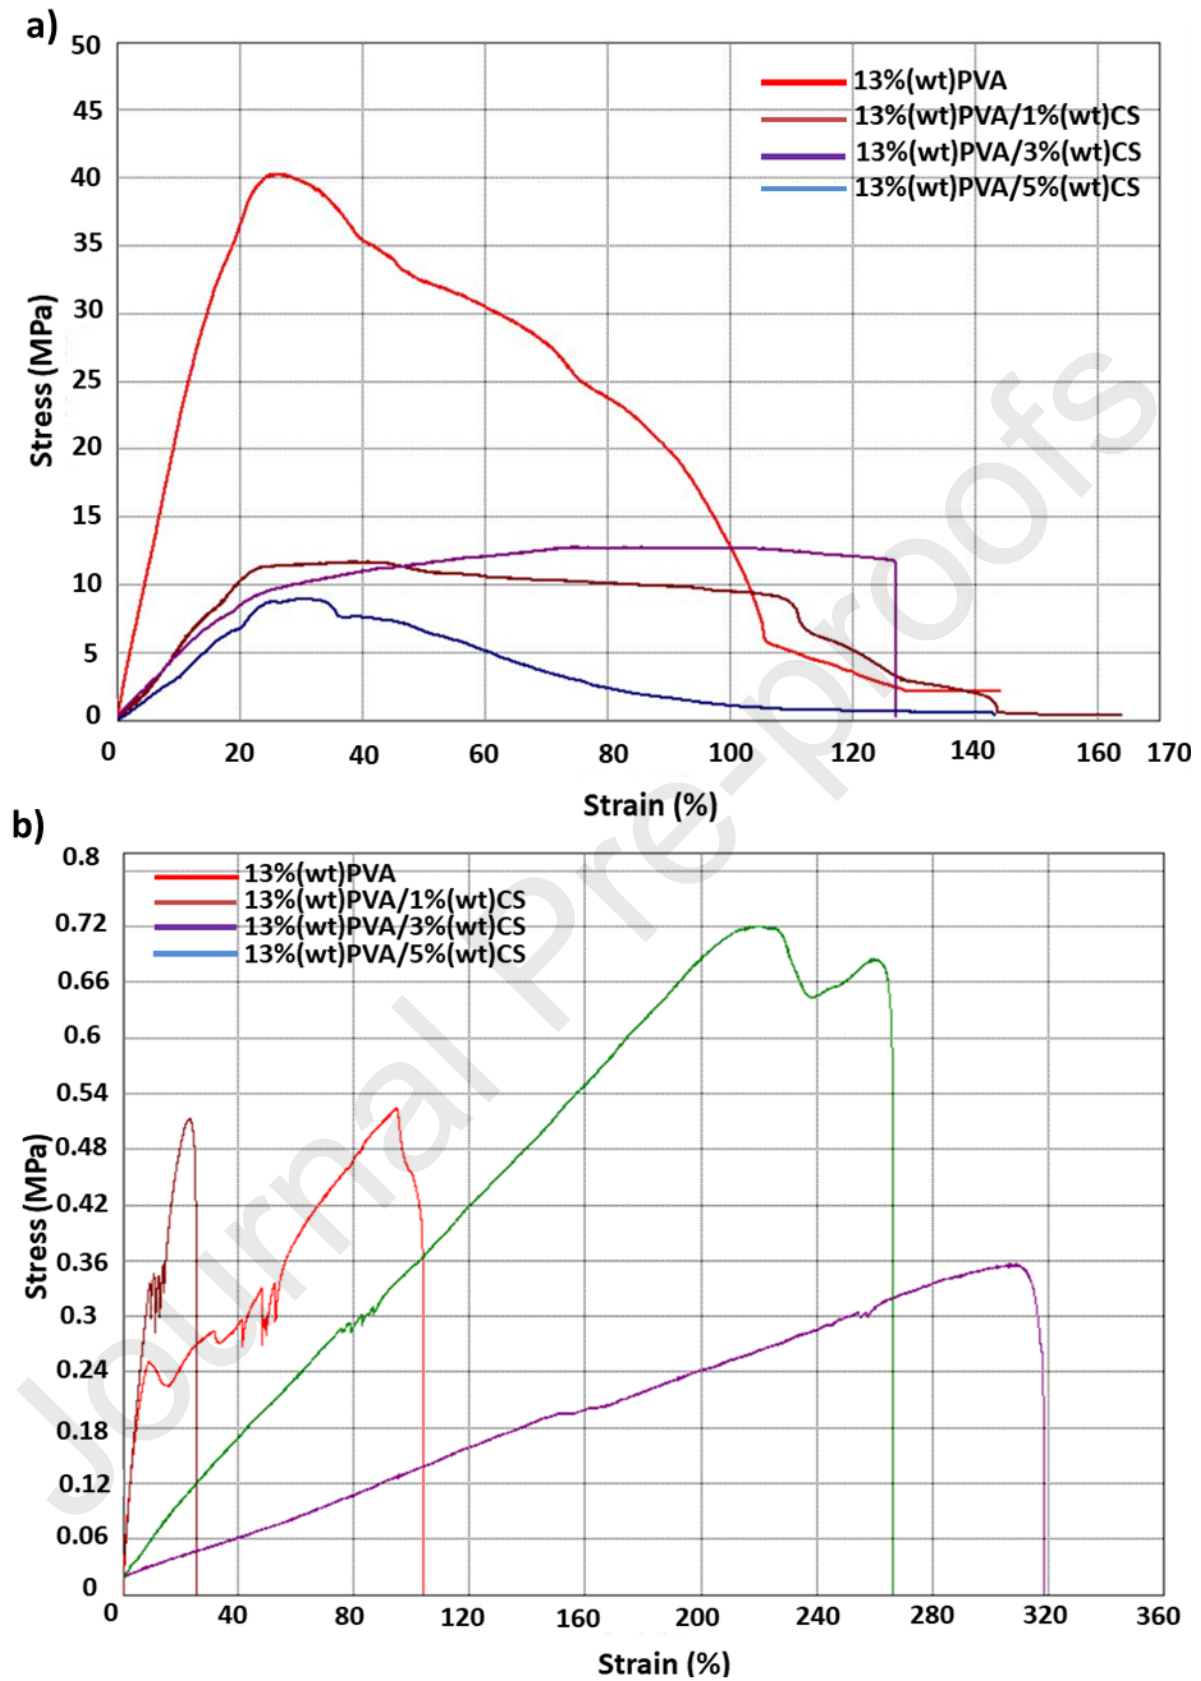 a)
50
45
40
35
30
25
20
15
10
5
0
Stress (MPa)
13%(wt)PVA
13%(wt)PVA/1%(wt)CS
13%(wt)PVA/3%(wt)CS
13%(wt)PVA/5%(wt)CS
0 20 40 60 80 100 120 140 160 170
Strain (%)
b)
0.8
0.72
0.66
0.6
0.54
0.48
0.42
0.36
0.3
0.24
0.18
0.12
0.06
0
Stress (MPa)
13%(wt)PVA
13%(wt)PVA/1%(wt)CS
13%(wt)PVA/3%(wt)CS
13%(wt)PVA/5%(wt)CS
0 40 80 120 160 200 240 280 320 360
Strain (%)
Journal Pre-proofs